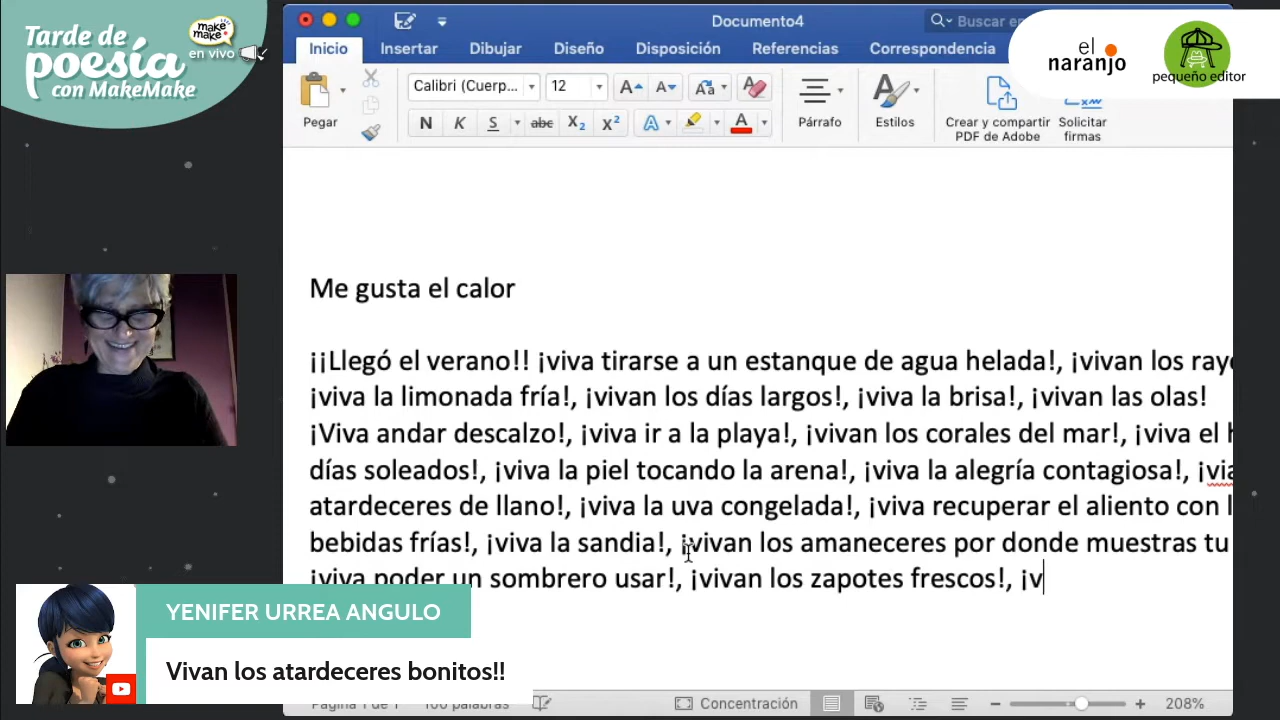 Tarde de
poesía
con MakeMake
make
make
en vivo
Documento4
Buscar en
el
naranjo
pequeño editor
Inicio
Insertar
Dibujar
Diseño
Disposición
Referencias
Correspondencia
Pegar
Calibri (Cuerp...
12
N K S abc X₂ X²
Párrafo
Estilos
Crear y compartir
PDF de Adobe
Solicitar
firmas
Me gusta el calor
¡¡Llegó el verano!! ¡viva tirarse a un estanque de agua helada!, ¡vivan los
¡viva la limonada fría!, ¡vivan los días largos!, ¡viva la brisa!, ¡vivan las olas!
¡Viva andar descalzo!, ¡viva ir a la playa!, ¡vivan los corales del mar!, ¡viva el
días soleados!, ¡viva la piel tocando la arena!, ¡viva la alegría contagiosa!,
atardeceres de llano!, ¡viva la uva congelada!, ¡viva recuperar el aliento con
bebidas frías!, ¡viva la sandia!, ¡vivan los amaneceres por donde muestras tu
¡viva poder un sombrero usar!, ¡vivan los zapotes frescos!, ¡v
YENIFER URREA ANGULO
Vivan los atardeceres bonitos!!
Página 1 de 1
palabras
Concentración
208%